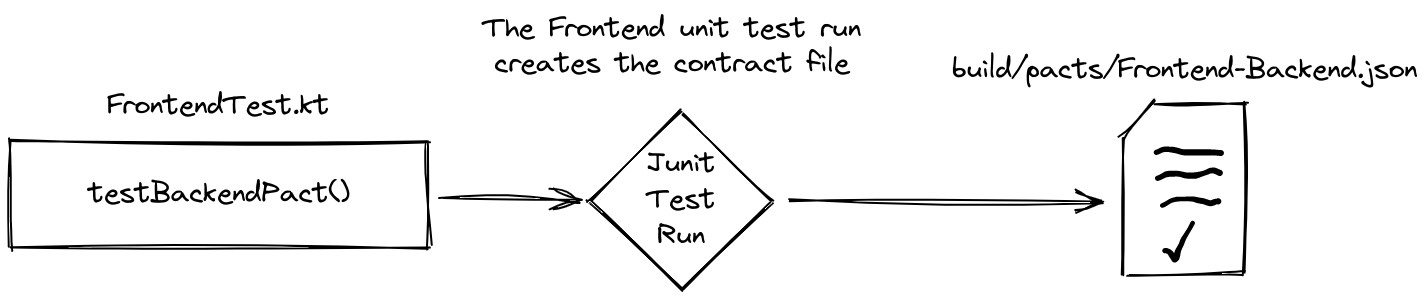 The Frontend unit test run
creates the contract file
build/pacts/Frontend-Backend.json
FrontendTest.kt
testBackendPact()
Junit
Test
Run